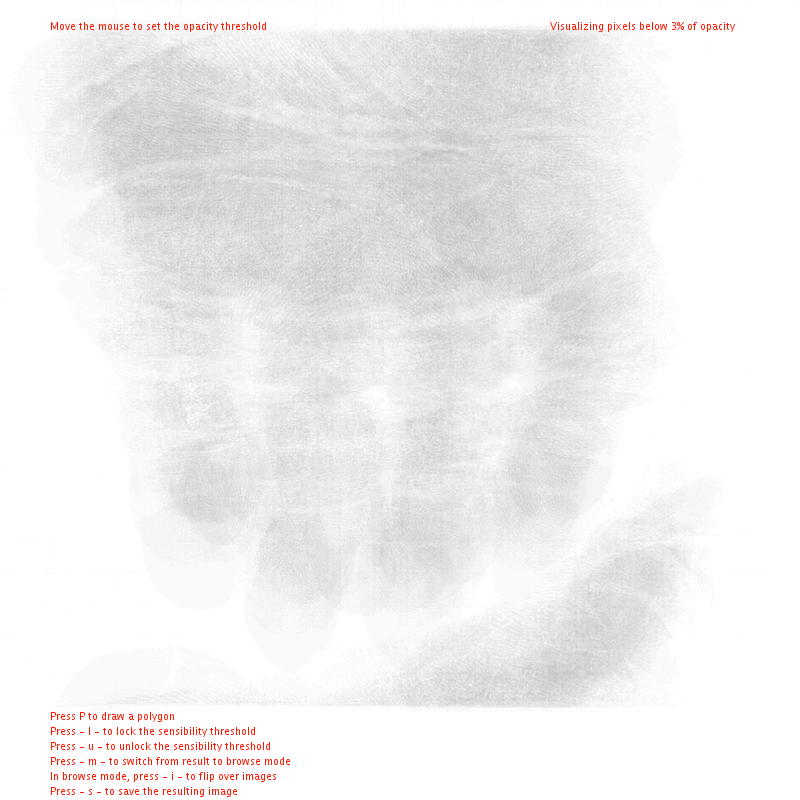 Move the mouse to set the opacity threshold
Visualizing pixels below 3% of opacity
Press P to draw a polygon
Press - l - to lock the sensibility threshold
Press - u - to unlock the sensibility threshold
Press - m - to switch from result to browse mode
In browse mode, press - i - to flip over images
Press - s - to save the resulting image